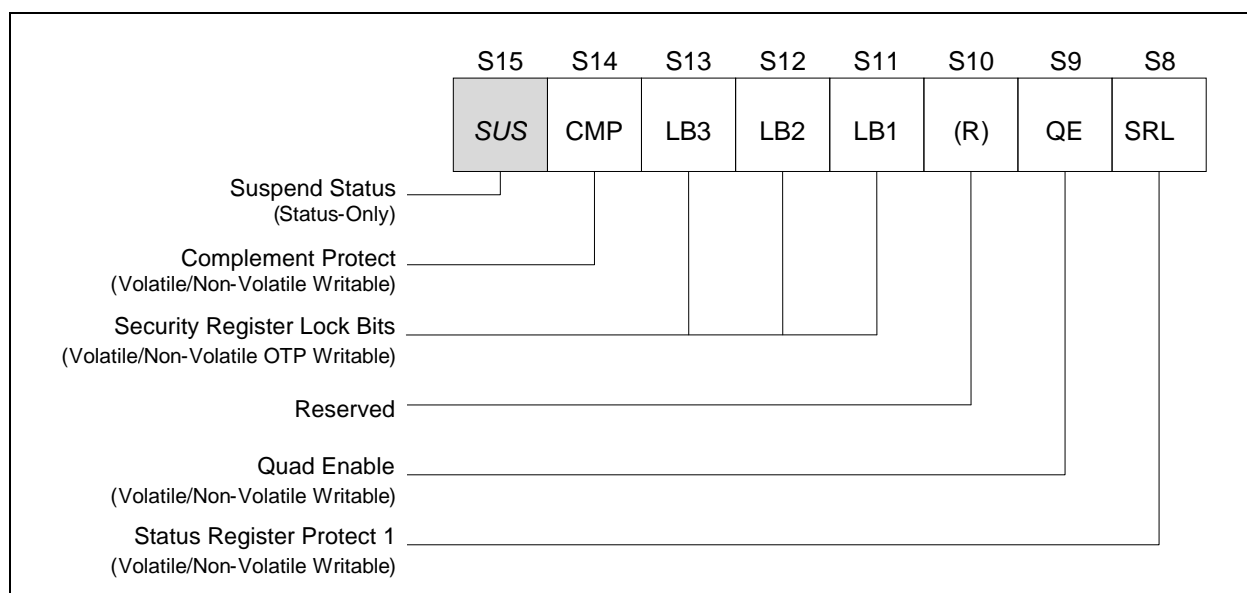 S15 S14 S13 S12 S11 S10 S9 S8
SUS CMP LB3 LB2 LB1 (R) QE SRL
Suspend Status
(Status-Only)
Complement Protect
(Volatile/Non-Volatile Writable)
Security Register Lock Bits
(Volatile/Non-Volatile OTP Writable)
Reserved
Quad Enable
(Volatile/Non-Volatile Writable)
Status Register Protect 1
(Volatile/Non-Volatile Writable)